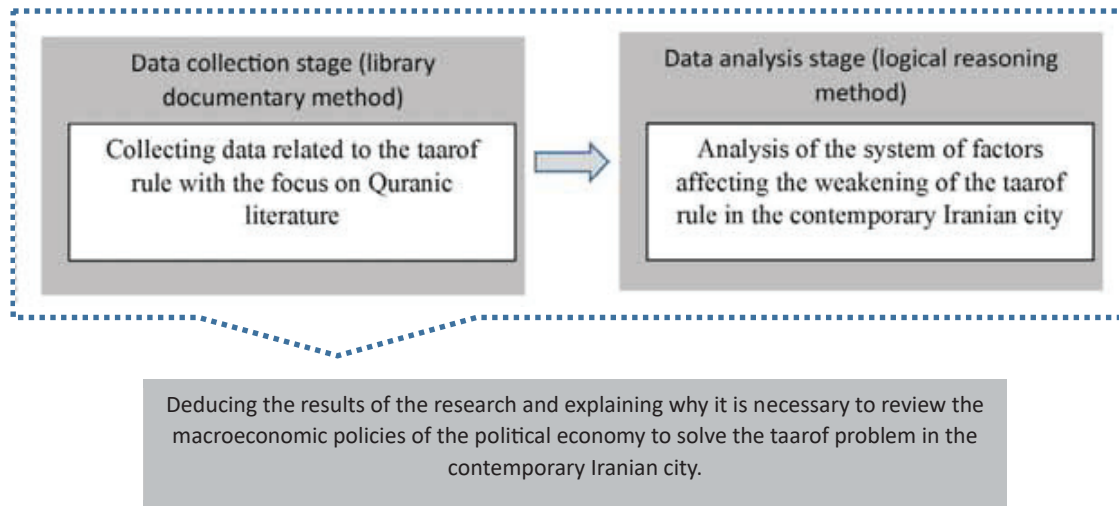 Data collection stage (library
documentary method)
Collecting data related to the taarof
rule with the focus on Quranic
literature
Data analysis stage (logical reasoning
method)
Analysis of the system of factors
affecting the weakening of the taarof
rule in the contemporary Iranian city
Deducing the results of the research and explaining why it is necessary to review the
macroeconomic policies of the political economy to solve the taarof problem in the
contemporary Iranian city.